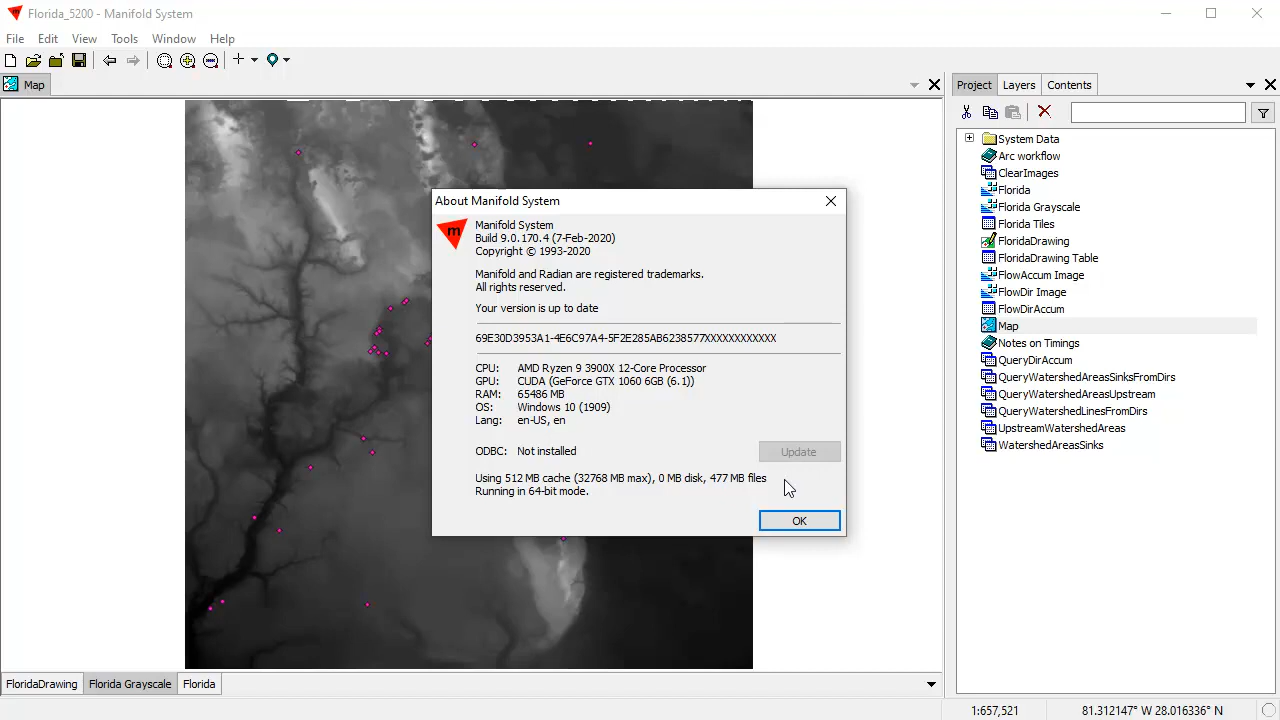 Florida_5200 - Manifold System
File Edit View Tools Window Help
Map
Project Layers Contents
System Data
Arc workflow
ClearImages
Florida
Florida Grayscale
Florida Tiles
FloridaDrawing
FloridaDrawing Table
FlowAccum Image
FlowDir Image
FlowDirAccum
Map
Notes on Timings
QueryDirAccum
QueryWatershedAreasSinksFromDirs
QueryWatershedAreasUpstream
QueryWatershedLinesFromDirs
UpstreamWatershedAreas
WatershedAreasSinks
About Manifold System
m
Manifold System
Build 9.0.170.4 (7-Feb-2020)
Copyright © 1993-2020
Manifold and Radian are registered trademarks.
All rights reserved.
Your version is up to date
69E30D3953A1-4E6C97A4-5F2E285AB6238577XXXXXXXXXXXX
CPU: AMD Ryzen 9 3900X 12-Core Processor
GPU: CUDA (GeForce GTX 1060 6GB (6.1))
RAM: 65486 MB
OS: Windows 10 (1909)
Lang: en-US, en
ODBC: Not installed
Update
Using 512 MB cache (32768 MB max), 0 MB disk, 477 MB files
Running in 64-bit mode.
OK
FloridaDrawing Florida Grayscale Florida
1:657,521 81.312147° W 28.016336° N